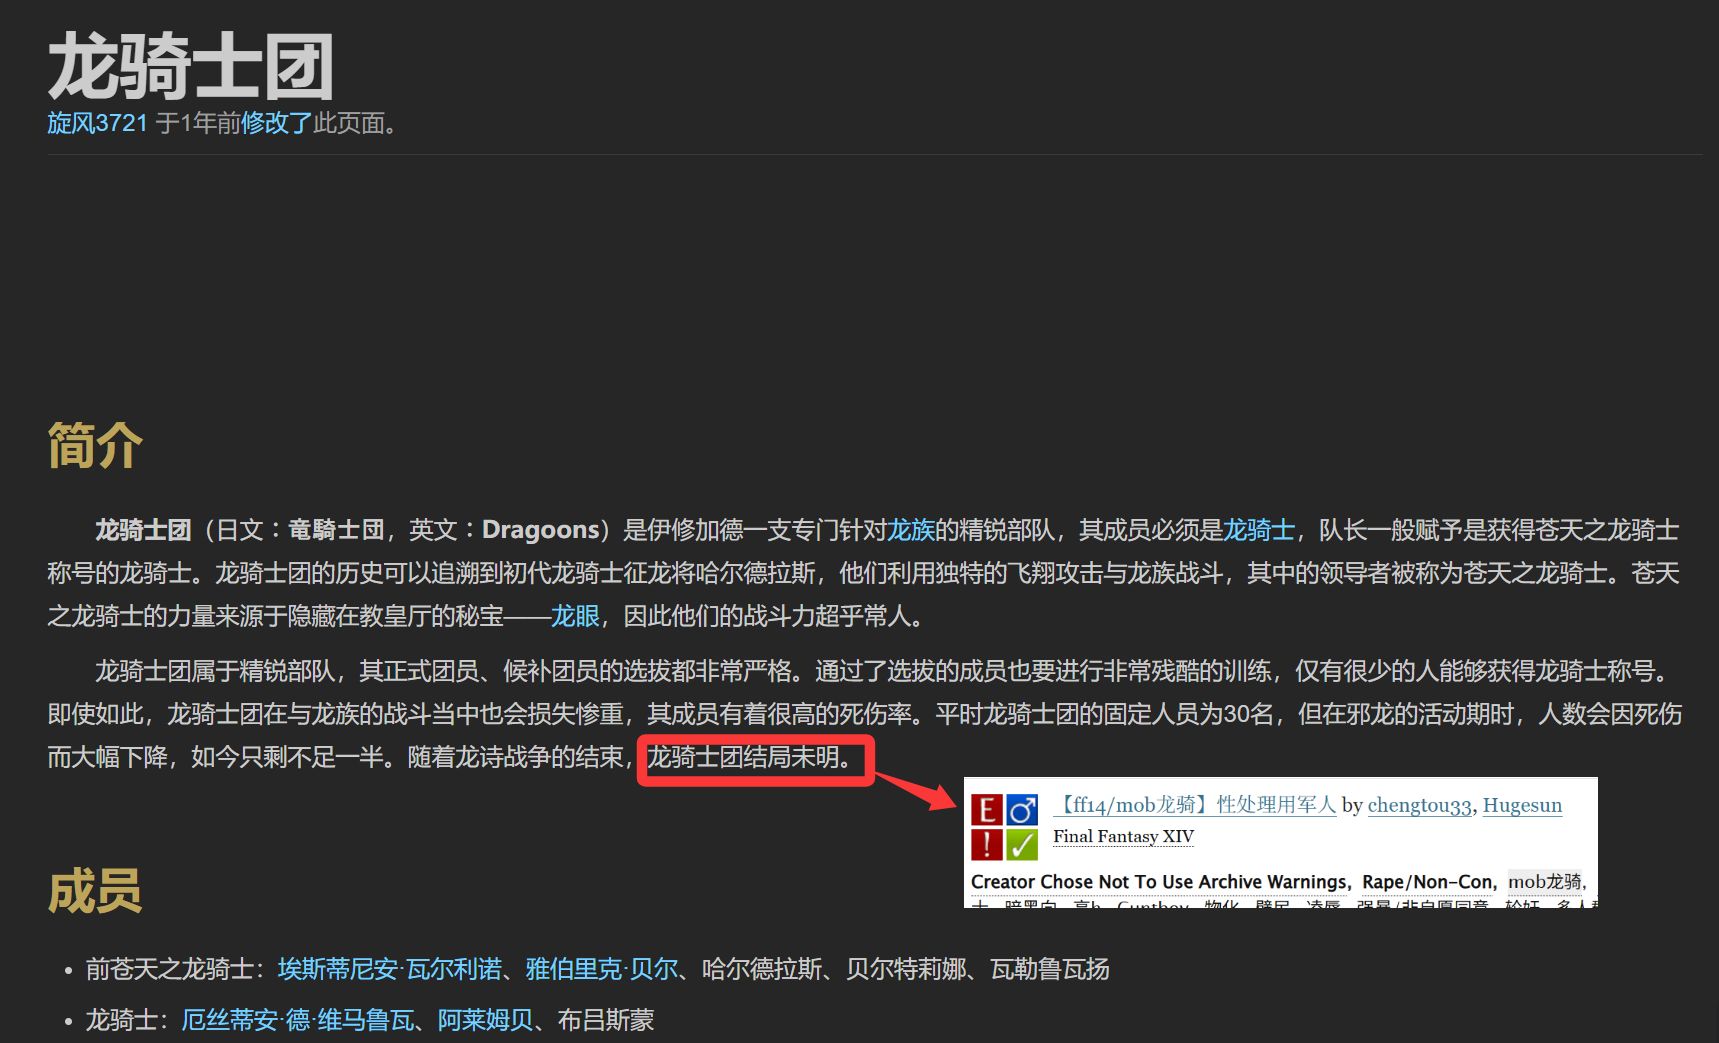 龙骑士团
旋风3721 于1年前修改了此页面。
简介
龙骑士团（日文：竜騎士団，英文：Dragoons）是伊修加德一支专门针对龙族的精锐部队，其成员必须是龙骑士，队长一般赋予是获得苍天之龙骑士
称号的龙骑士。龙骑士团的历史可以追溯到初代龙骑士征龙将哈尔德拉斯，他们利用独特的飞翔攻击与龙族战斗，其中的领导者被称为苍天之龙骑士。苍天
之龙骑士的力量来源于隐藏在教皇厅的秘宝——龙眼，因此他们的战斗力超乎常人。
龙骑士团属于精锐部队，其正式团员、候补团员的选拔都非常严格。通过了选拔的成员也要进行非常残酷的训练，仅有很少的人能够获得龙骑士称号。
即使如此，龙骑士团在与龙族的战斗当中也会损失惨重，其成员有着很高的死伤率。平时龙骑士团的固定人员为30名，但在邪龙的活动期时，人数会因死伤
而大幅下降，如今只剩不足一半。随着龙诗战争的结束，龙骑士团结局未明。
E
!
【ff14/mob龙骑】性处理用军人 by chengtou33, Hugesun
Final Fantasy XIV
Creator Chose Not To Use Archive Warnings, Rape/Non-Con, mob龙骑,
成员
前苍天之龙骑士：埃斯蒂尼安·瓦尔利诺、雅伯里克·贝尔、哈尔德拉斯、贝尔特莉娜、瓦勒鲁瓦扬
龙骑士：厄丝蒂安·德·维马鲁瓦、阿莱姆贝、布吕斯蒙